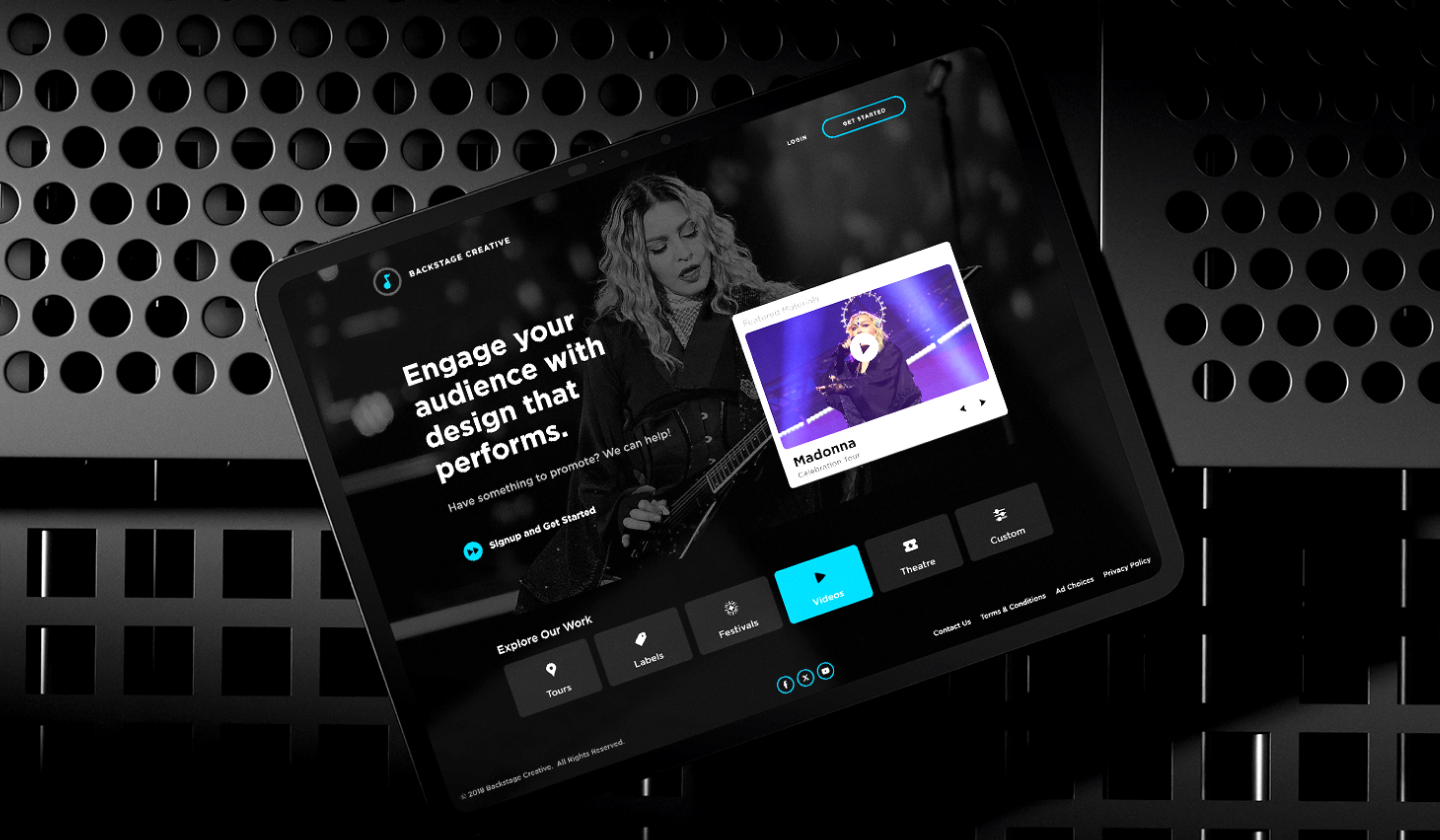 LOGIN
GET STARTED
BACKSTAGE CREATIVE
Engage your
audience with
design that
performs.
Have something to promote? We can help!
Signup and Get Started
Featured Materials
Madonna
Celebration Tour
Explore Our Work
Tours
Labels
Festivals
Videos
Theatre
Custom
Contact Us
Terms & Conditions
Ad Choices
Privacy Policy
© 2018 Backstage Creative. All Rights Reserved.